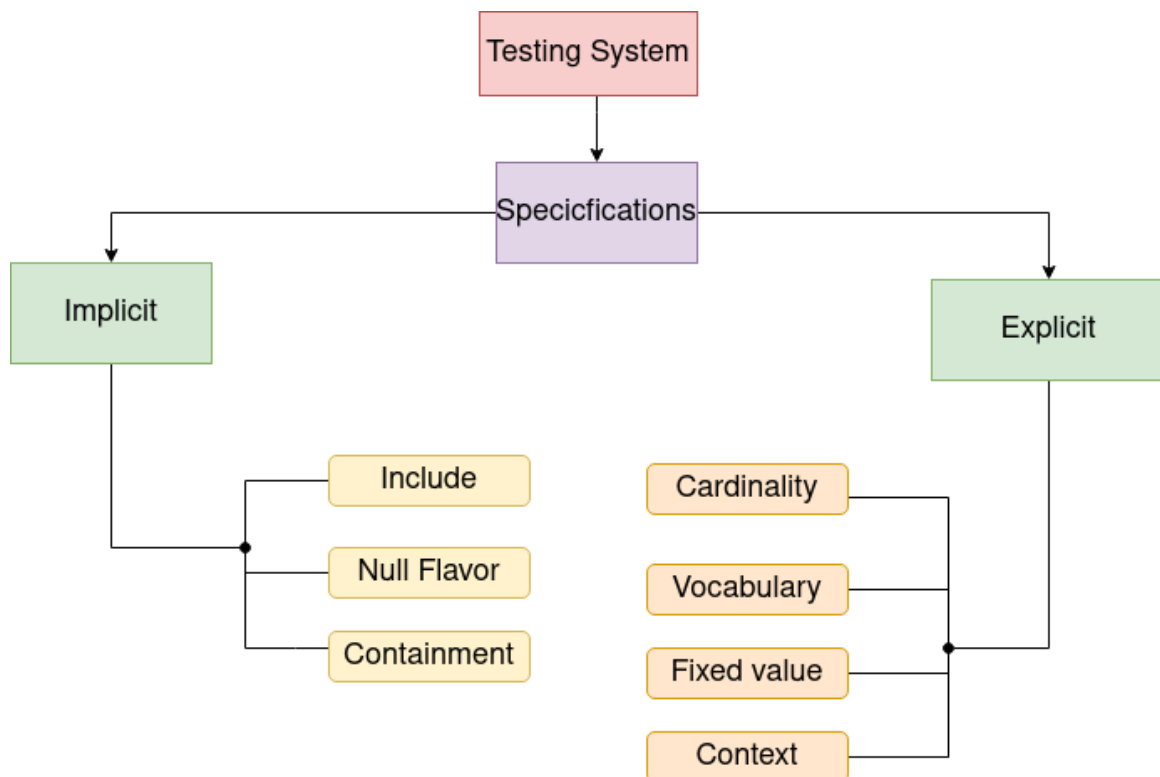 Testing System
Specicfications
Implicit
Explicit
Include
Null Flavor
Containment
Cardinality
Vocabulary
Fixed value
Context